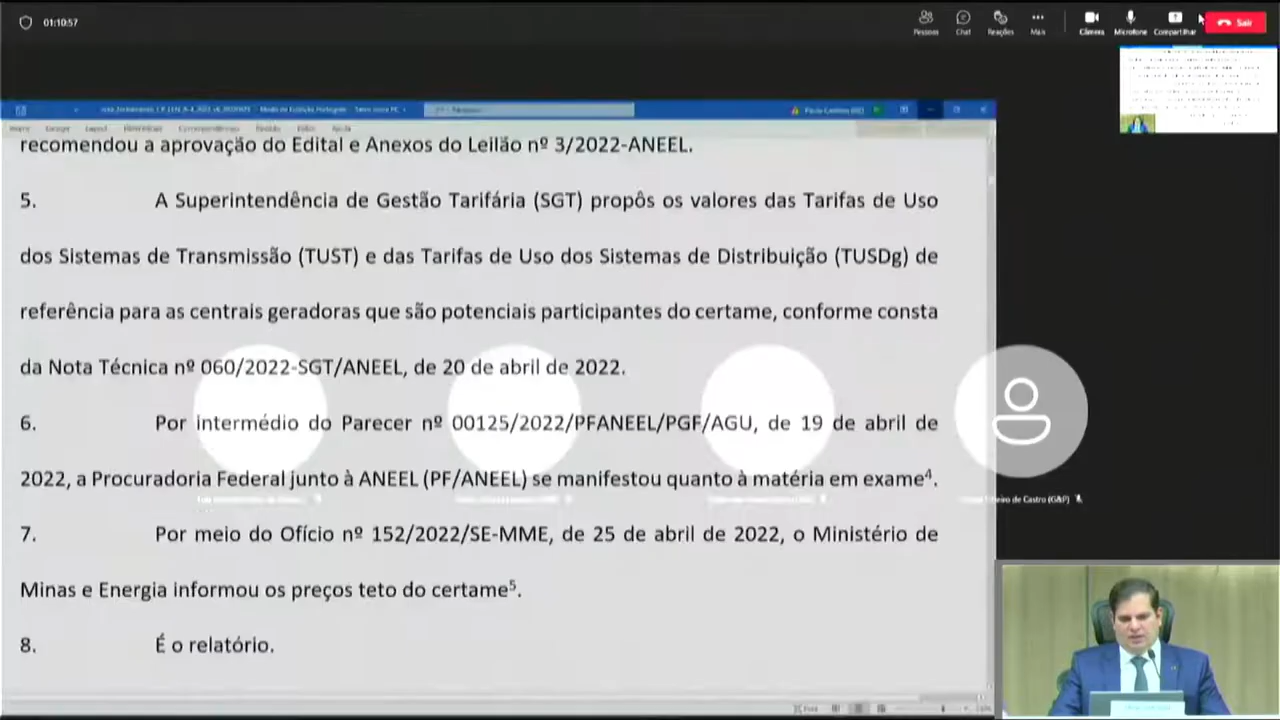 01:10:57
Pessoas Chat Reações Mais Câmera Microfone Compartilhar Sair
recomendou a aprovação do Edital e Anexos do Leilão nº 3/2022-ANEEL.
5. A Superintendência de Gestão Tarifária (SGT) propôs os valores das Tarifas de Uso
dos Sistemas de Transmissão (TUST) e das Tarifas de Uso dos Sistemas de Distribuição (TUSDg) de
referência para as centrais geradoras que são potenciais participantes do certame, conforme consta
da Nota Técnica nº 060/2022-SGT/ANEEL, de 20 de abril de 2022.
6. Por intermédio do Parecer nº 00125/2022/PFANEEL/PGF/AGU, de 19 de abril de
2022, a Procuradoria Federal junto à ANEEL (PF/ANEEL) se manifestou quanto à matéria em exame⁴.
de Castro (G&P)
7. Por meio do Ofício nº 152/2022/SE-MME, de 25 de abril de 2022, o Ministério de
Minas e Energia informou os preços teto do certame⁵.
8. É o relatório.